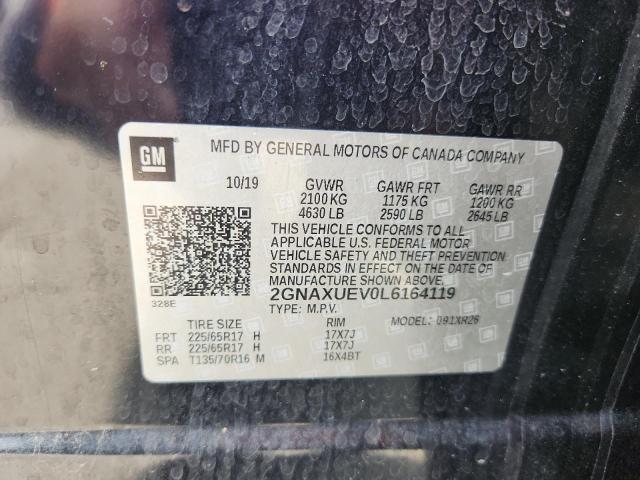 GM
MFD BY GENERAL MOTORS OF CANADA COMPANY
10/19 GVWR GAWR FRT GAWR RR
2100 KG 1175 KG 1200 KG
4630 LB 2590 LB 2645 LB
THIS VEHICLE CONFORMS TO ALL
APPLICABLE U.S. FEDERAL MOTOR
VEHICLE SAFETY AND THEFT PREVENTION
STANDARDS IN EFFECT ON THE DATE OF
MANUFACTURE SHOWN ABOVE.
2GNAXUEV0L6164119
328E TYPE: M.P.V.
TIRE SIZE RIM MODEL: 091XR26
FRT 225/65R17 H 17X7J
RR 225/65R17 H 17X7J
SPA T135/70R16 M 16X4BT